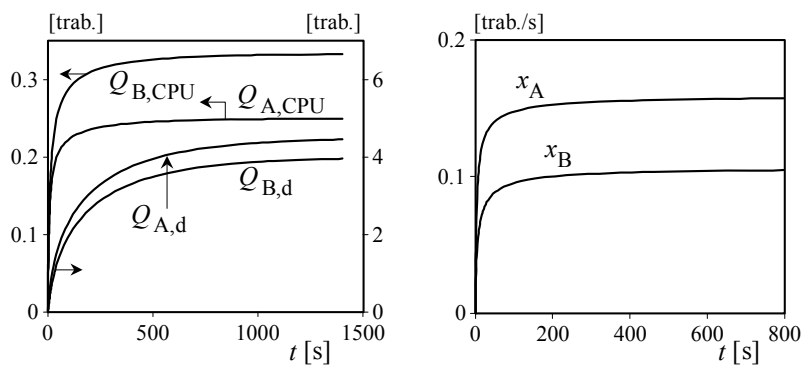 [trab.] [trab.]
0.3
0.2
0.1
0
6
4
2
0
Q_B,CPU
Q_A,CPU
Q_B,d
Q_A,d
0 500 1000 1500
t [s]
[trab./s]
0.2
0.1
0
x_A
x_B
0 200 400 600 800
t [s]